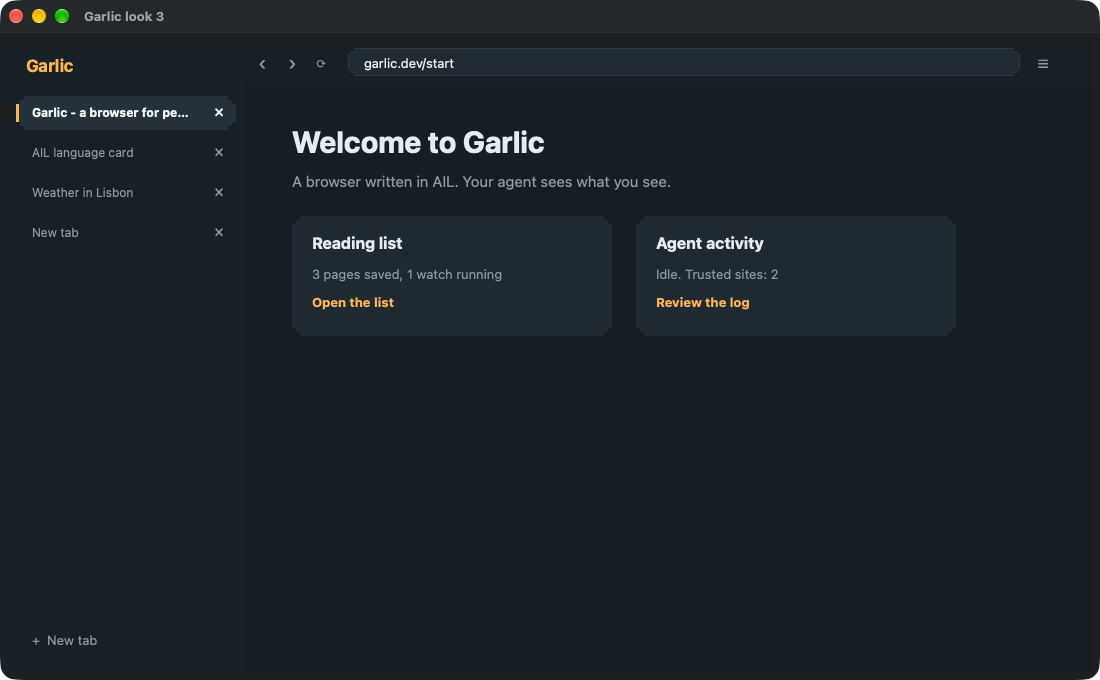 Garlic look 3
Garlic
garlic.dev/start
Garlic - a browser for pe...
AIL language card
Weather in Lisbon
New tab
+ New tab
Welcome to Garlic
A browser written in AIL. Your agent sees what you see.
Reading list
3 pages saved, 1 watch running
Open the list
Agent activity
Idle. Trusted sites: 2
Review the log